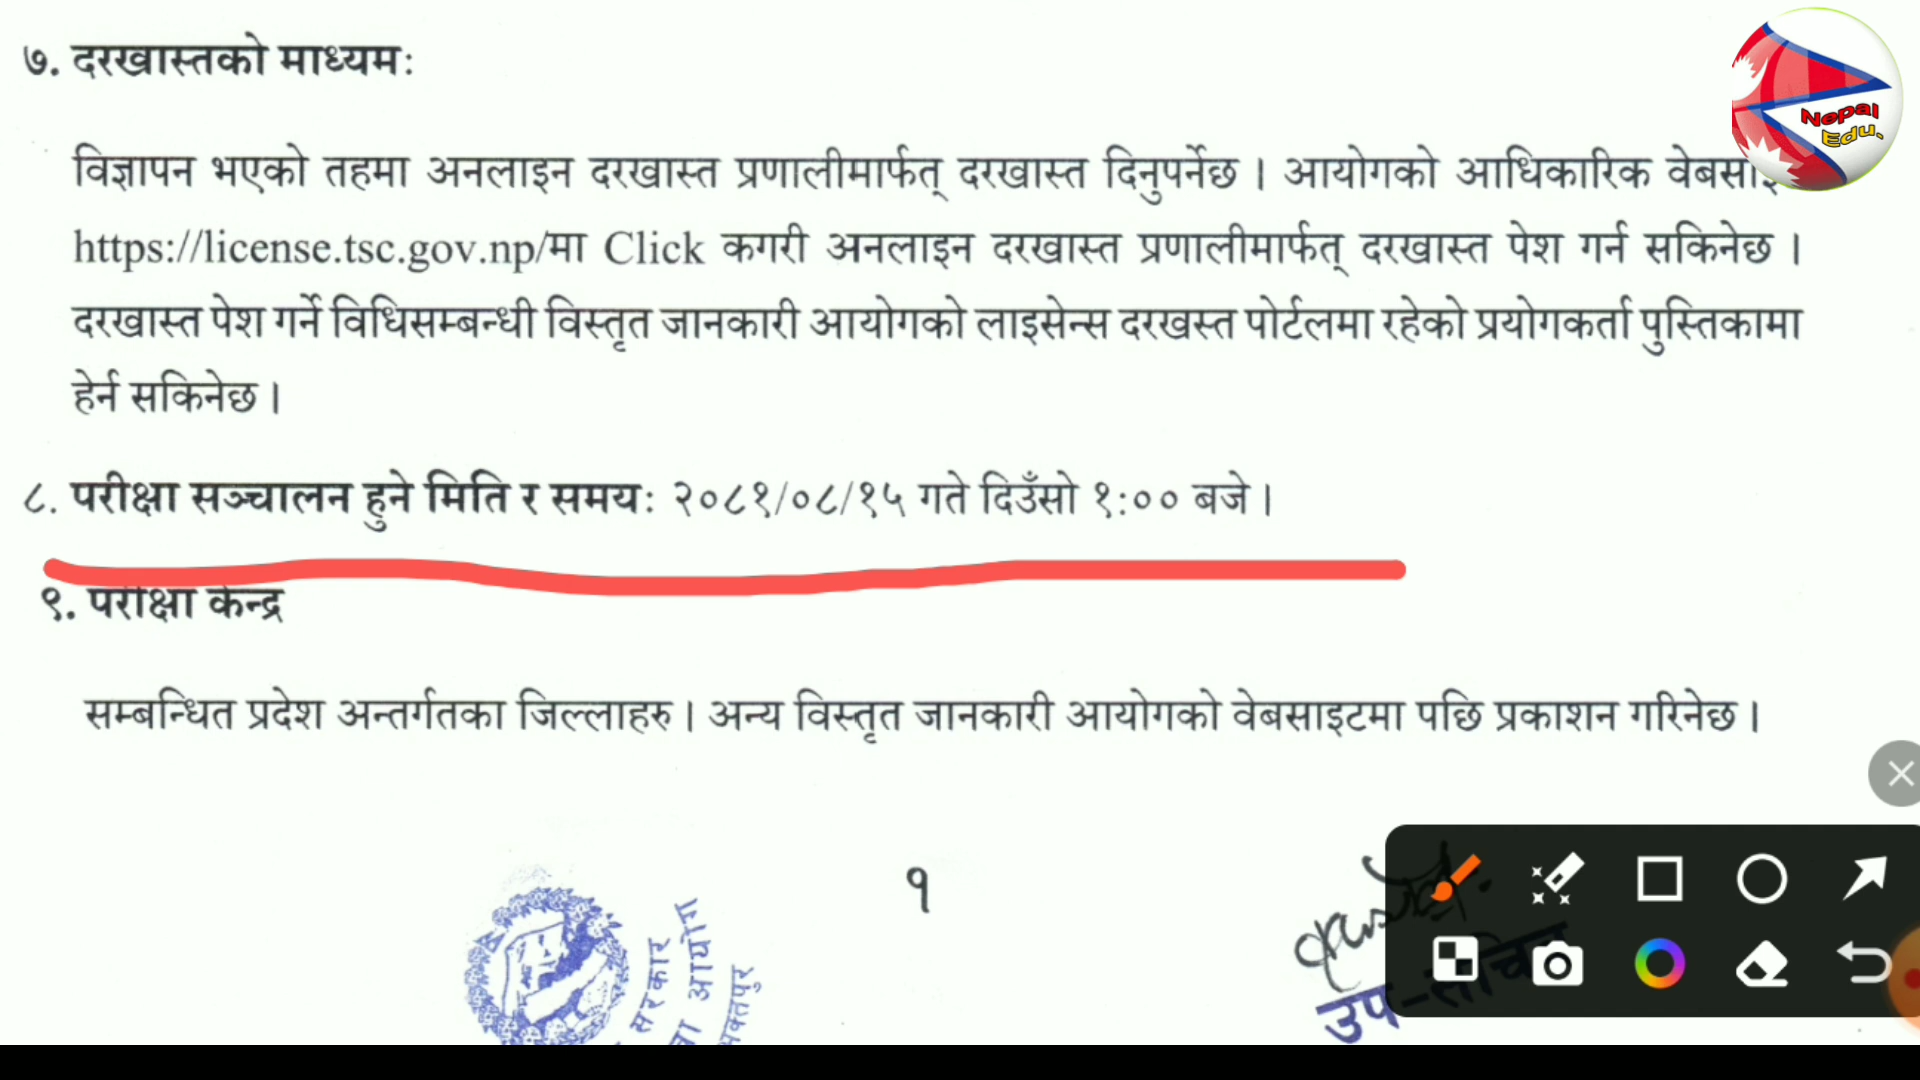 ७. दरखास्तको माध्यमः
Nepal
Edu.
विज्ञापन भएको तहमा अनलाइन दरखास्त प्रणालीमार्फत् दरखास्त दिनुपर्नेछ । आयोगको आधिकारिक
https://license.tsc.gov.np/मा Click कगरी अनलाइन दरखास्त प्रणालीमार्फत् दरखास्त पेश गर्न सकिनेछ ।
दरखास्त पेश गर्ने विधिसम्बन्धी विस्तृत जानकारी आयोगको लाइसेन्स दरखस्त पोर्टलमा रहेको प्रयोगकर्ता पुस्तिकामा
हेर्न सकिनेछ ।
८. परीक्षा सञ्चालन हुने मिति र समयः २०८१/०८/१५ गते दिउँसो १:०० बजे ।
९. परीक्षा केन्द्र
सम्बन्धित प्रदेश अन्तर्गतका जिल्लाहरु । अन्य विस्तृत जानकारी आयोगको वेबसाइटमा पछि प्रकाशन गरिनेछ ।
१
सरकार
आयोग
उप-सचिव